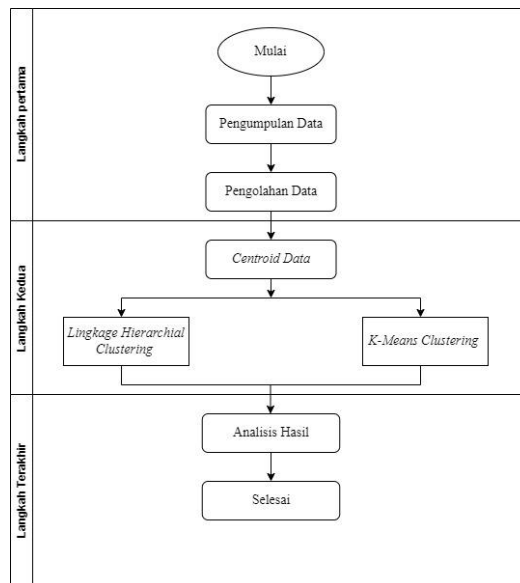 Langkah pertama
Mulai
Pengumpulan Data
Pengolahan Data
Langkah Kedua
Centroid Data
Lingkage Hierarchial
Clustering
K-Means Clustering
Langkah Terakhir
Analisis Hasil
Selesai